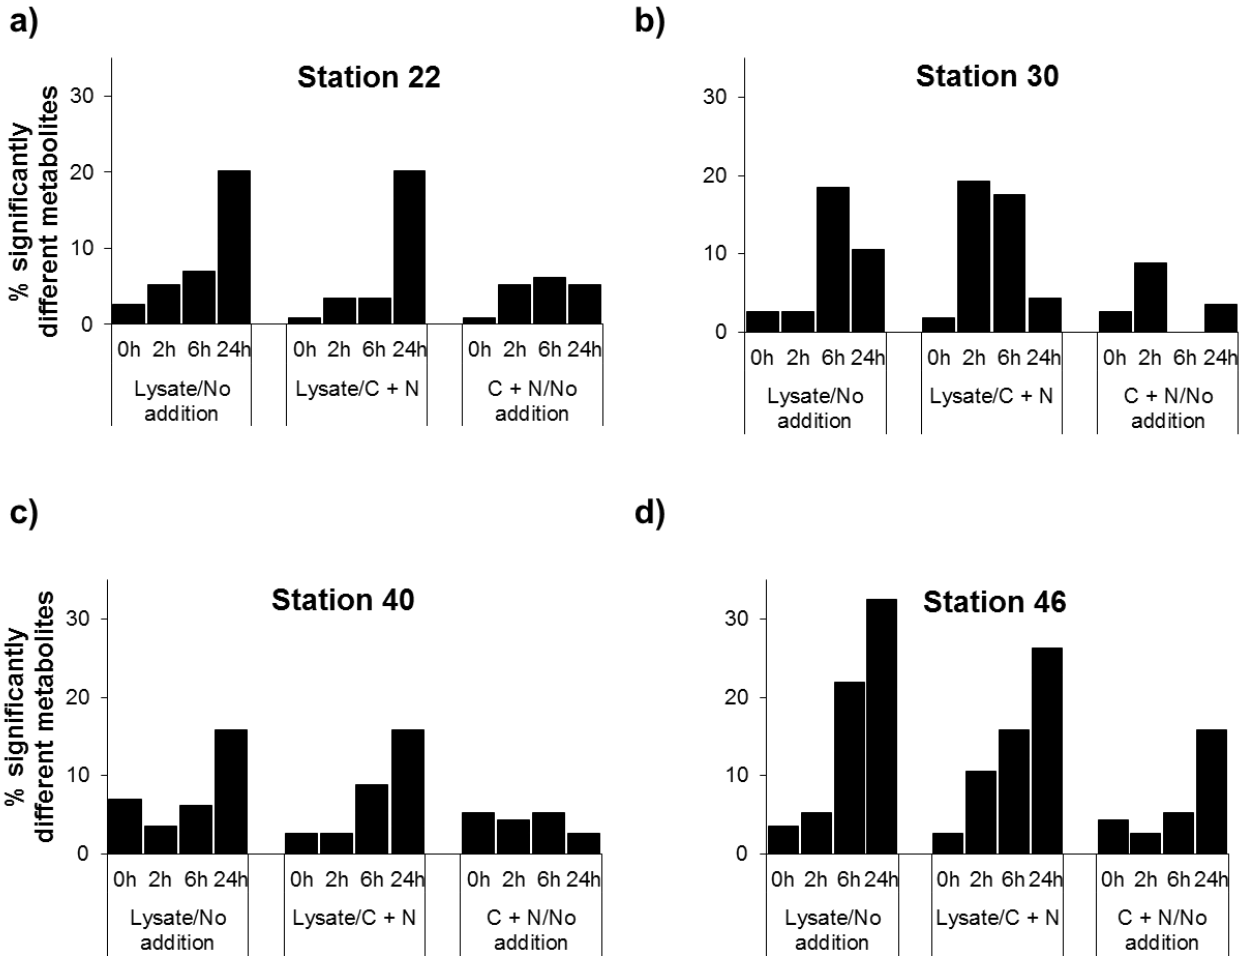 a)
Station 22
% significantly
different metabolites
30
20
10
0
0h 2h 6h 24h
Lysate/No
addition
0h 2h 6h 24h
Lysate/C + N
0h 2h 6h 24h
C + N/No
addition
b)
Station 30
30
20
10
0
0h 2h 6h 24h
Lysate/No
addition
0h 2h 6h 24h
Lysate/C + N
0h 2h 6h 24h
C + N/No
addition
c)
Station 40
% significantly
different metabolites
30
20
10
0
0h 2h 6h 24h
Lysate/No
addition
0h 2h 6h 24h
Lysate/C + N
0h 2h 6h 24h
C + N/No
addition
d)
Station 46
30
20
10
0
0h 2h 6h 24h
Lysate/No
addition
0h 2h 6h 24h
Lysate/C + N
0h 2h 6h 24h
C + N/No
addition